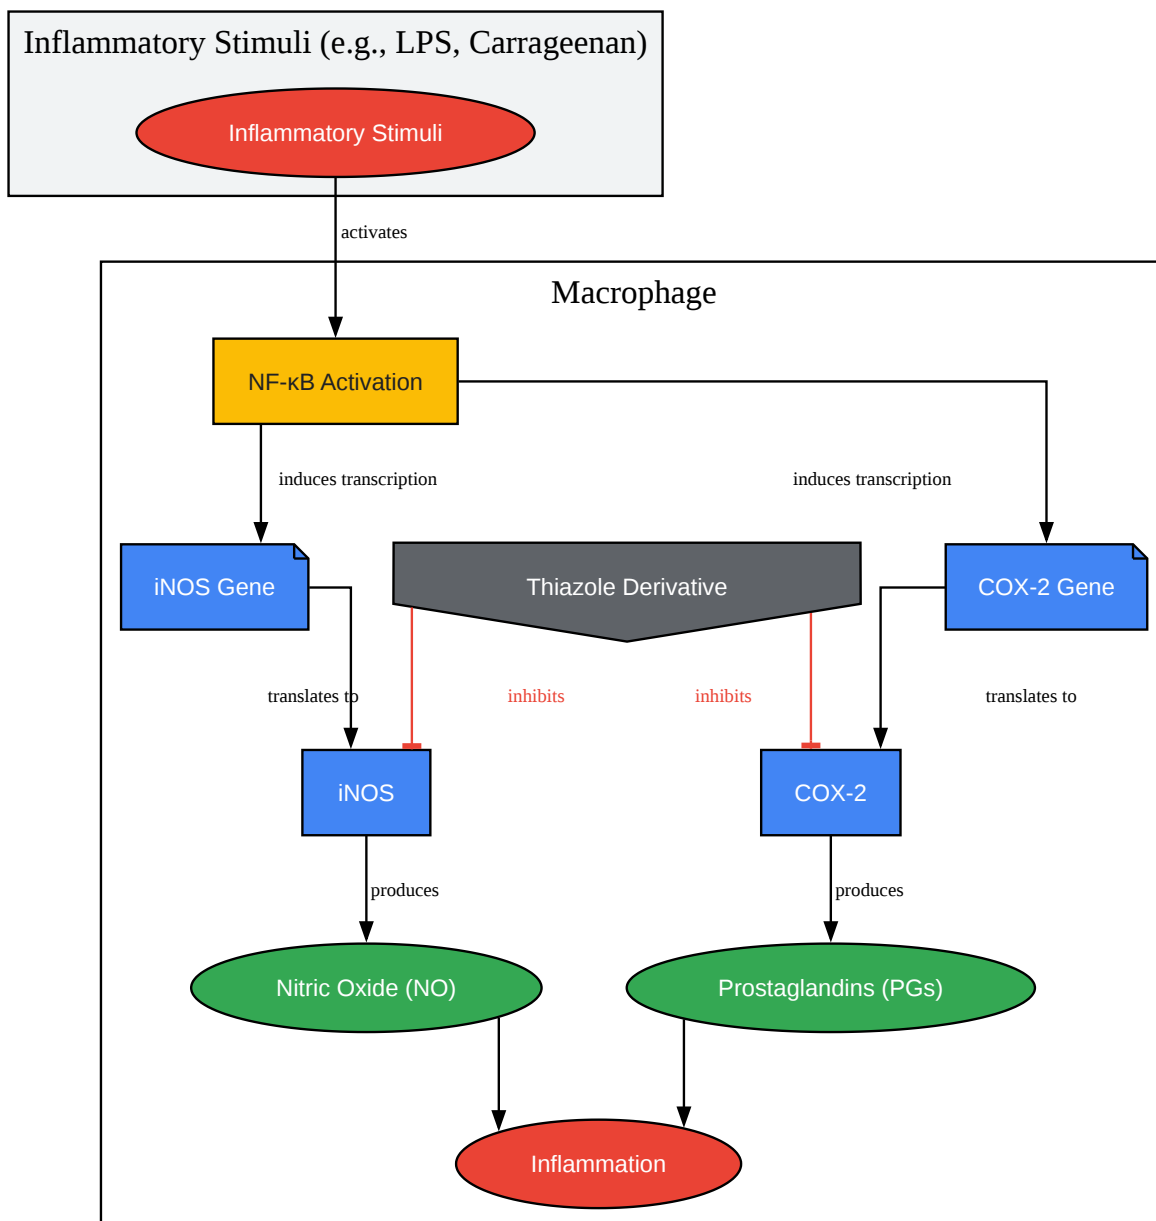 Inflammatory Stimuli (e.g., LPS, Carrageenan)
Inflammatory Stimuli
activates
Macrophage
NF-κB Activation
induces transcription
induces transcription
iNOS Gene
Thiazole Derivative
COX-2 Gene
translates to
inhibits
inhibits
translates to
iNOS
COX-2
produces
produces
Nitric Oxide (NO)
Prostaglandins (PGs)
Inflammation